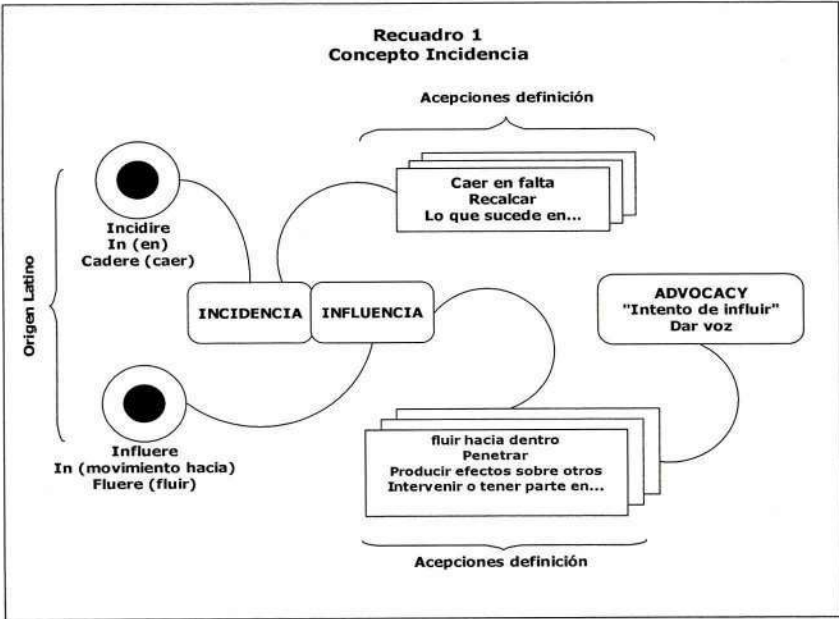 Recuadro 1
Concepto Incidencia
Acepciones definición
Caer en falta
Recalcar
Lo que sucede en...
Origen Latino
Incidire
In (en)
Cadere (caer)
INCIDENCIA
INFLUENCIA
ADVOCACY
"Intento de influir"
Dar voz
Influere
In (movimiento hacia)
Fluere (fluir)
fluir hacia dentro
Penetrar
Producir efectos sobre otros
Intervenir o tener parte en...
Acepciones definición